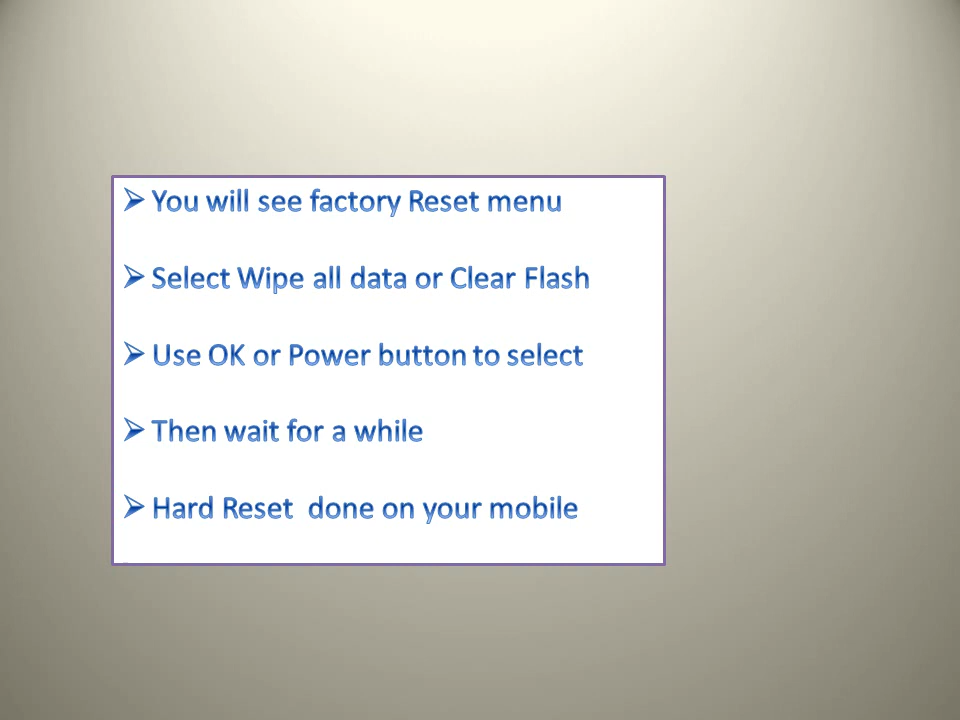 ➢ You will see factory Reset menu
➢ Select Wipe all data or Clear Flash
➢ Use OK or Power button to select
➢ Then wait for a while
➢ Hard Reset  done on your mobile